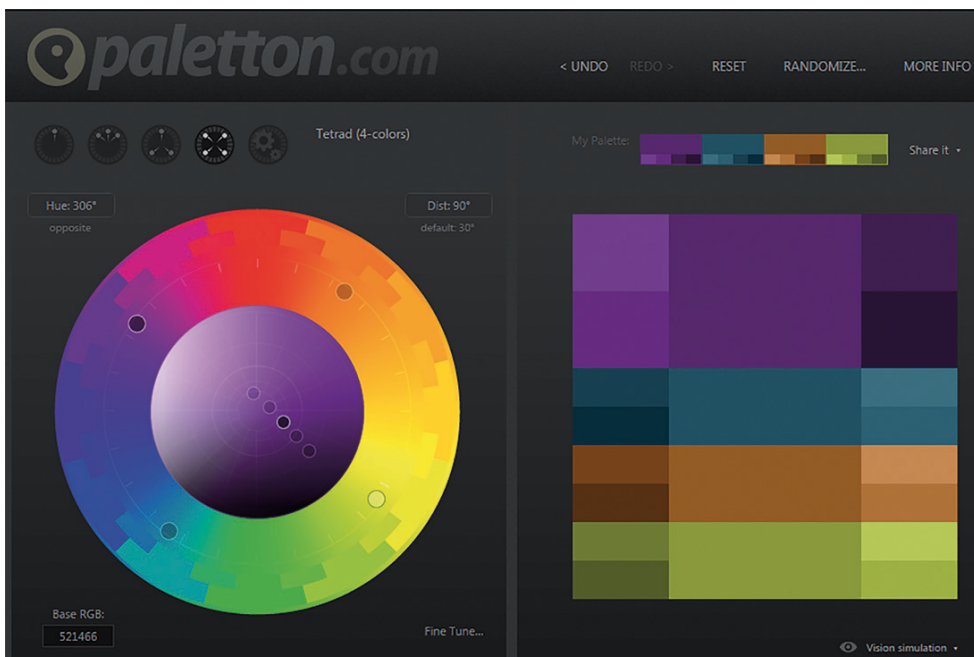 paletton.com
< UNDO REDO > RESET RANDOMIZE... MORE INFO
Tetrad (4-colors)
My Palette:
Share it
Hue: 306°
opposite
Dist: 90°
default: 30°
Base RGB:
521466
Fine Tune...
Vision simulation